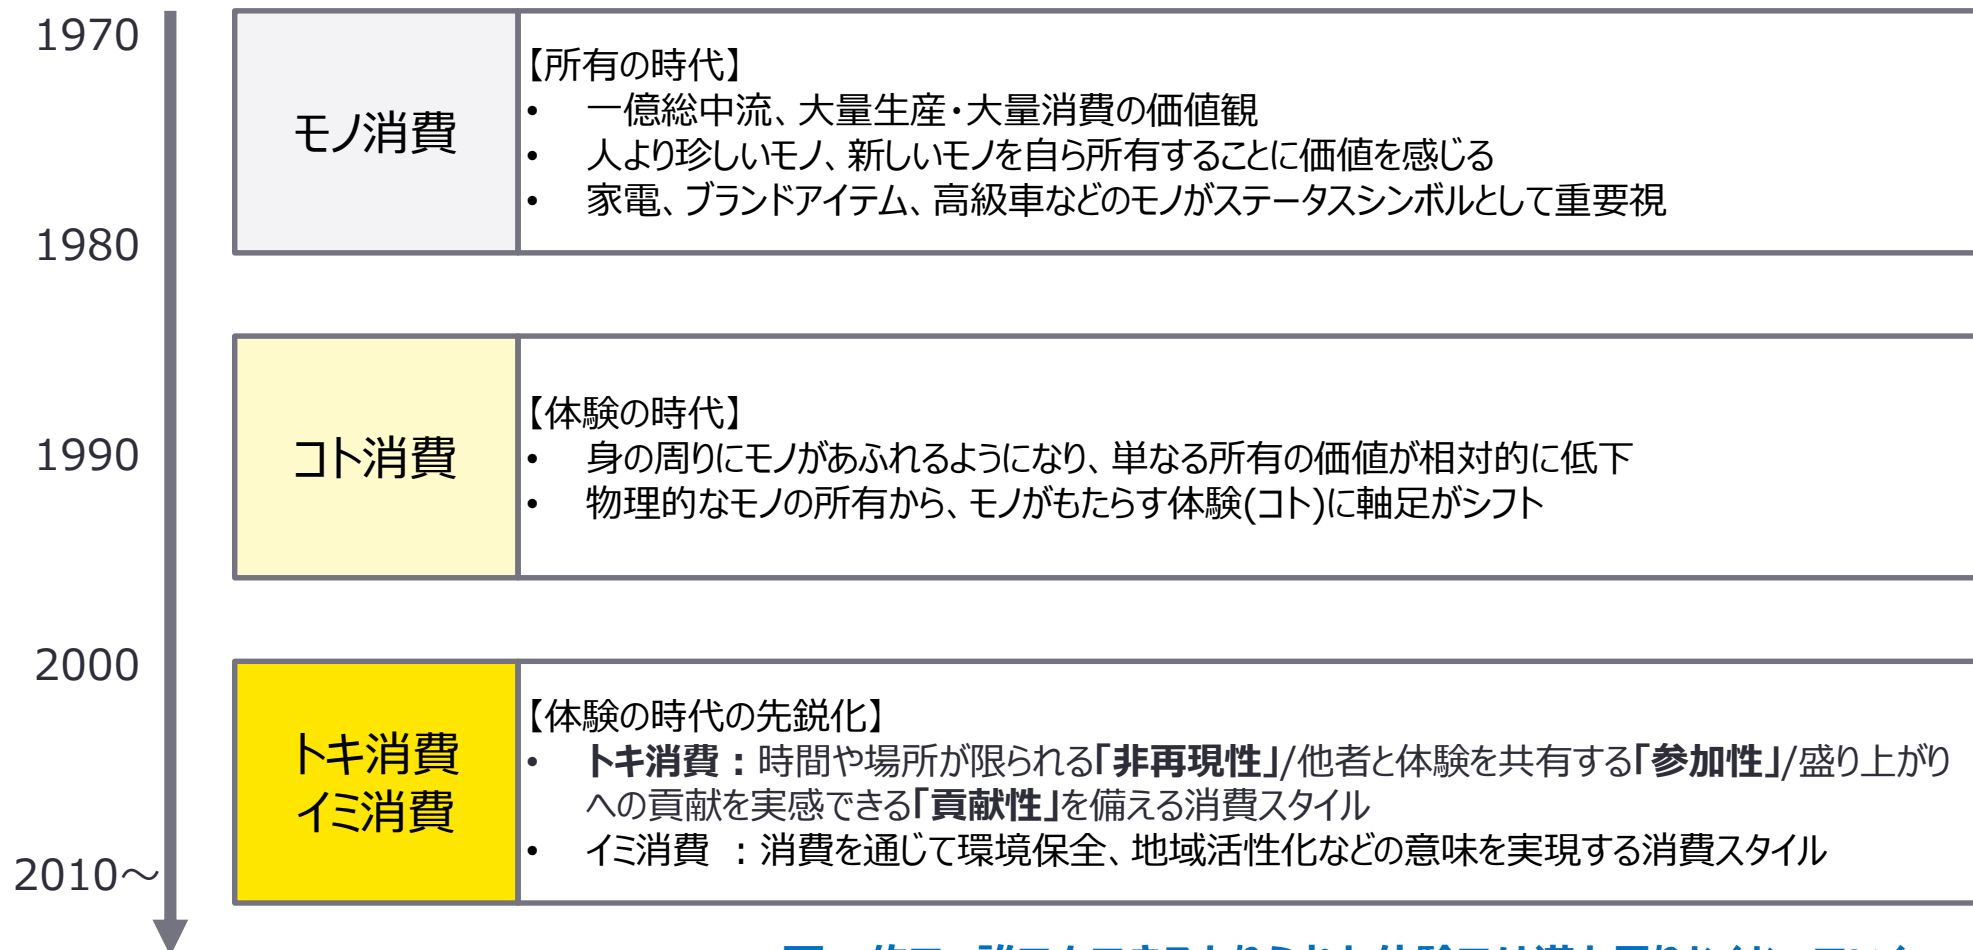 1970
1980
1990
2000
2010～
モノ消費
【所有の時代】
• 一億総中流、大量生産・大量消費の価値観
• 人より珍しいモノ、新しいモノを自ら所有することに価値を感じる
• 家電、ブランドアイテム、高級車などのモノがステータスシンボルとして重要視
コト消費
【体験の時代】
• 身の周りにモノがあふれるようになり、単なる所有の価値が相対的に低下
• 物理的なモノの所有から、モノがもたらす体験(コト)に軸足がシフト
トキ消費
イミ消費
【体験の時代の先鋭化】
• トキ消費：時間や場所が限られる「非再現性」/他者と体験を共有する「参加性」/盛り上がり
への貢献を実感できる「貢献性」を備える消費スタイル
• イミ消費 ：消費を通じて環境保全、地域活性化などの意味を実現する消費スタイル